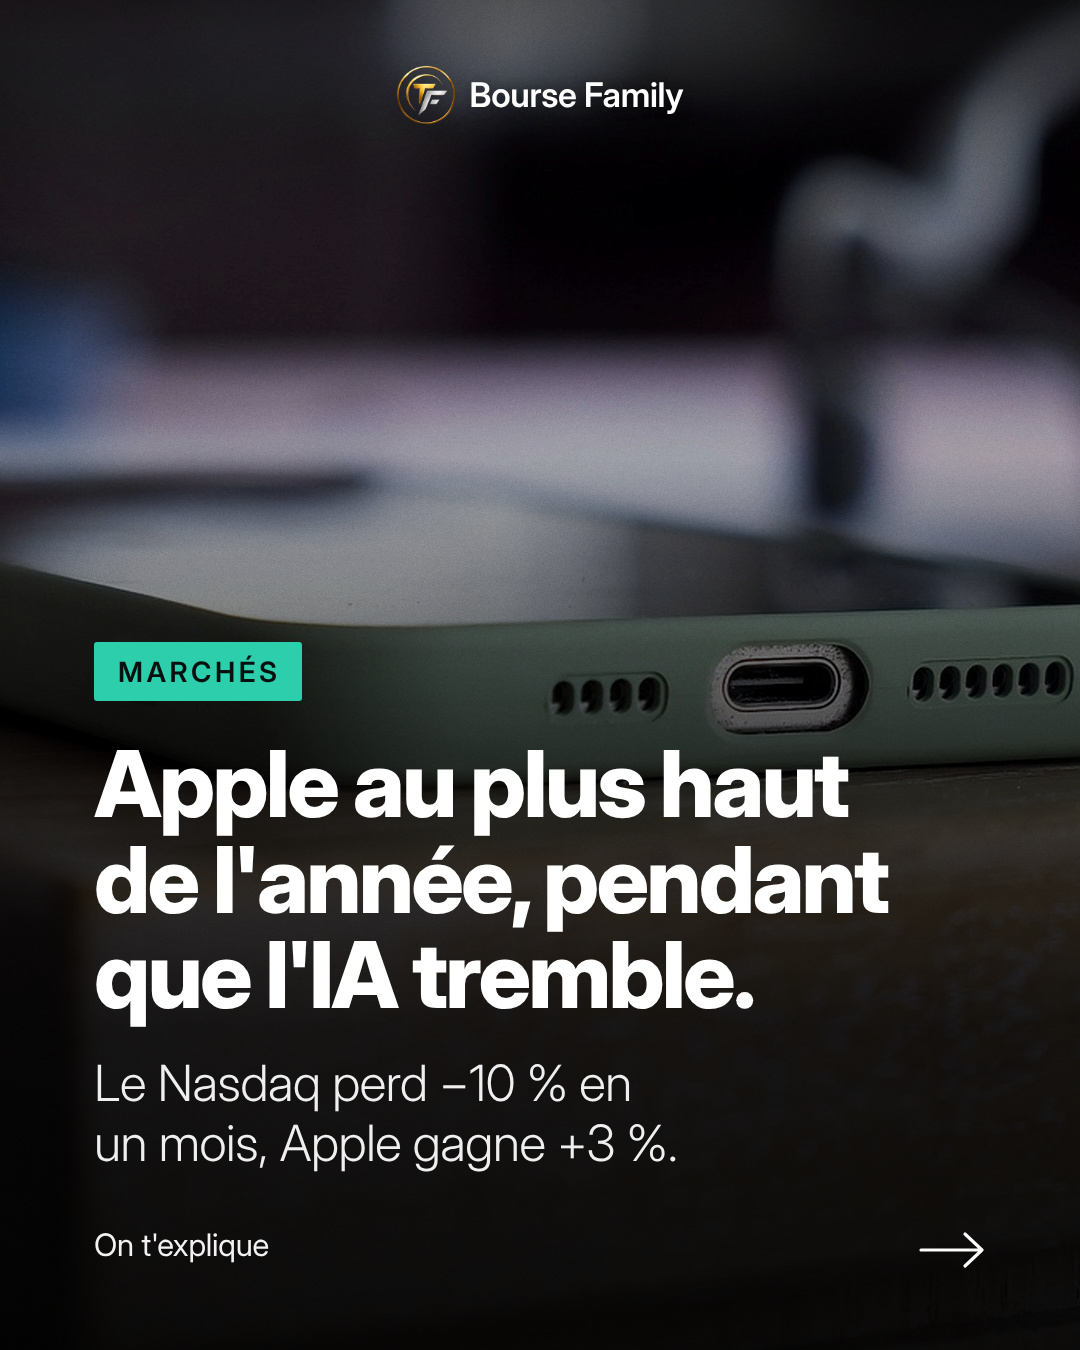 TF Bourse Family
MARCHÉS
Apple au plus haut
de l'année, pendant
que l'IA tremble.
Le Nasdaq perd −10 % en
un mois, Apple gagne +3 %.
On t'explique